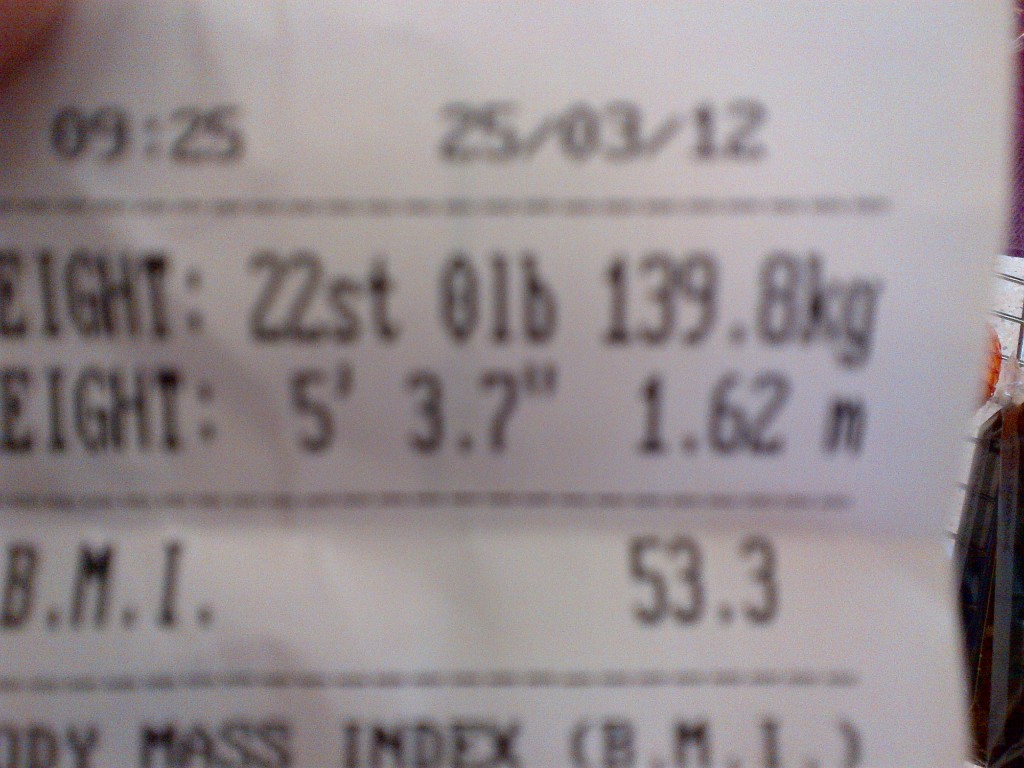 09:25 25/03/12
EIGHT: 22st 0lb 139.8kg
EIGHT: 5' 3.7" 1.62 m
B.M.I. 53.3
ODY MASS INDEX (B.M.I.)